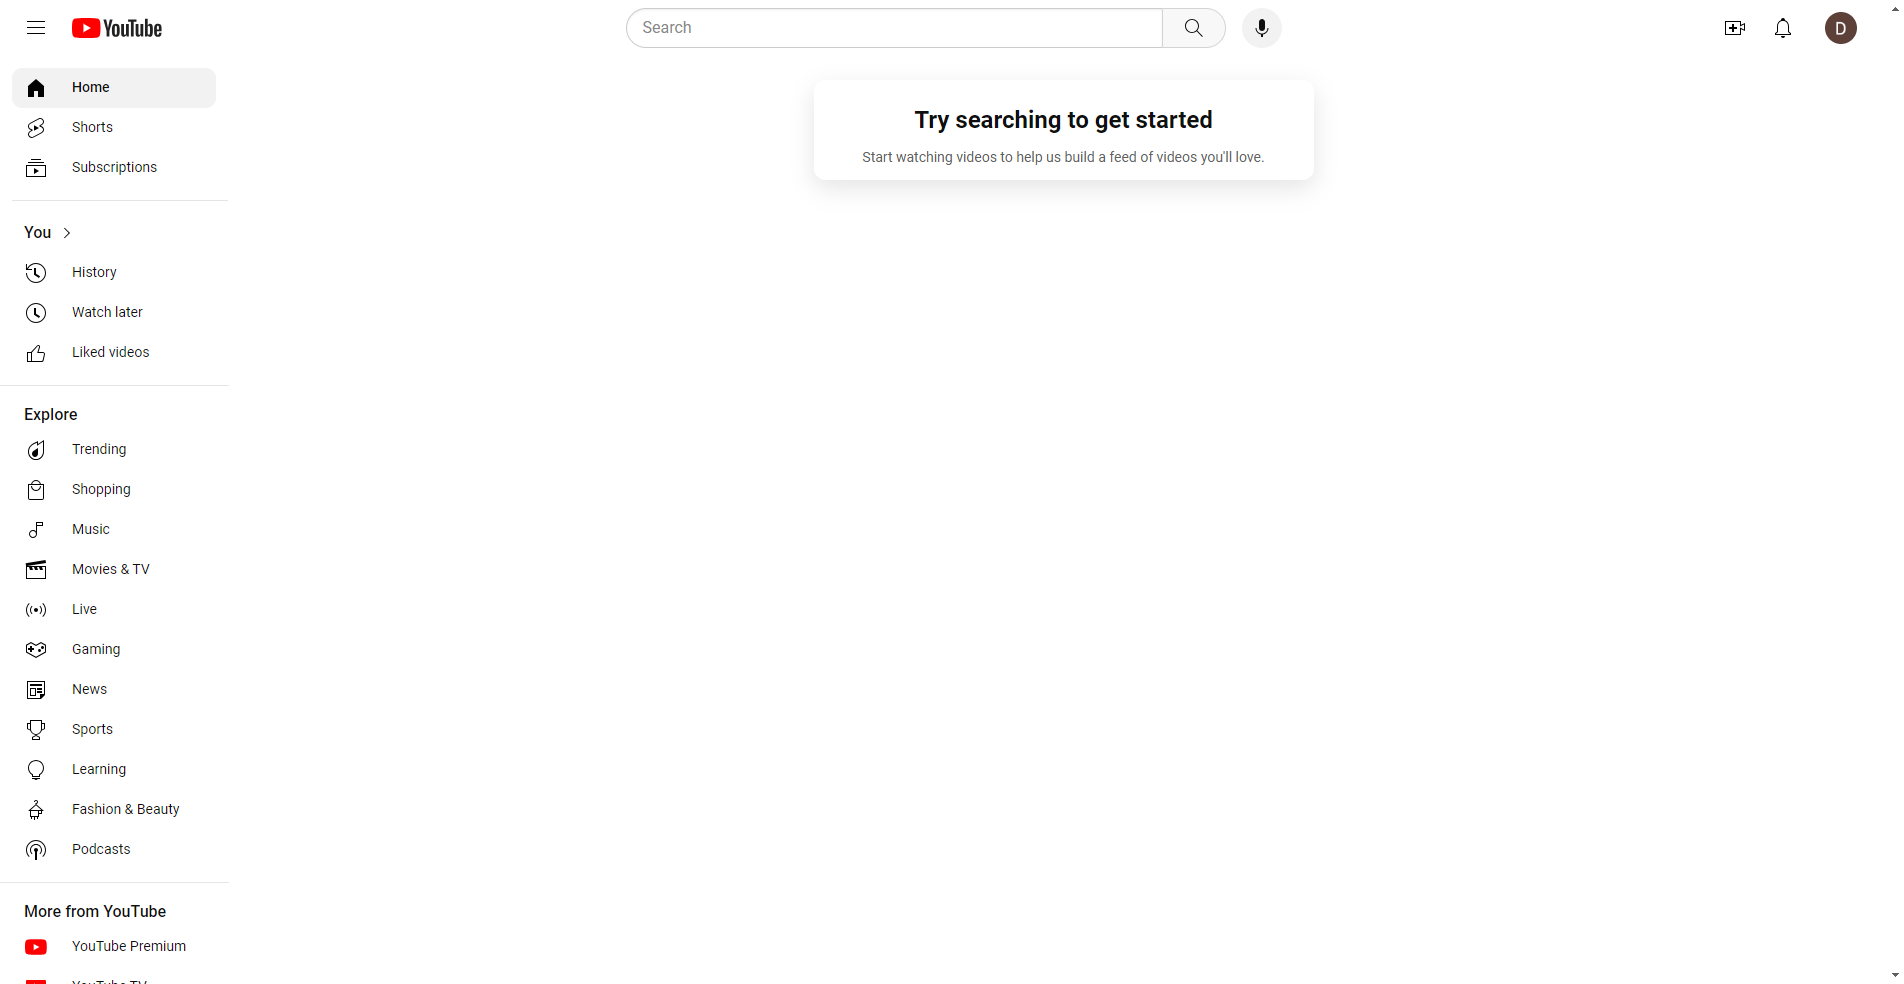 YouTube
Search
D
Home
Shorts
Subscriptions
You
History
Watch later
Liked videos
Explore
Trending
Shopping
Music
Movies & TV
Live
Gaming
News
Sports
Learning
Fashion & Beauty
Podcasts
More from YouTube
YouTube Premium
YouTube TV
Try searching to get started
Start watching videos to help us build a feed of videos you'll love.